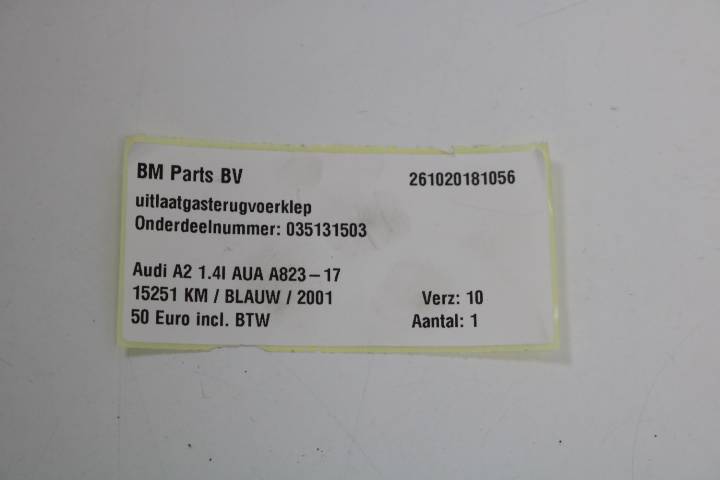 BM Parts BV 261020181056
uitlaatgasterugvoerklep
Onderdeelnummer: 035131503
Audi A2 1.4I AUA A823-17
15251 KM / BLAUW / 2001 Verz: 10
50 Euro incl. BTW Aantal: 1